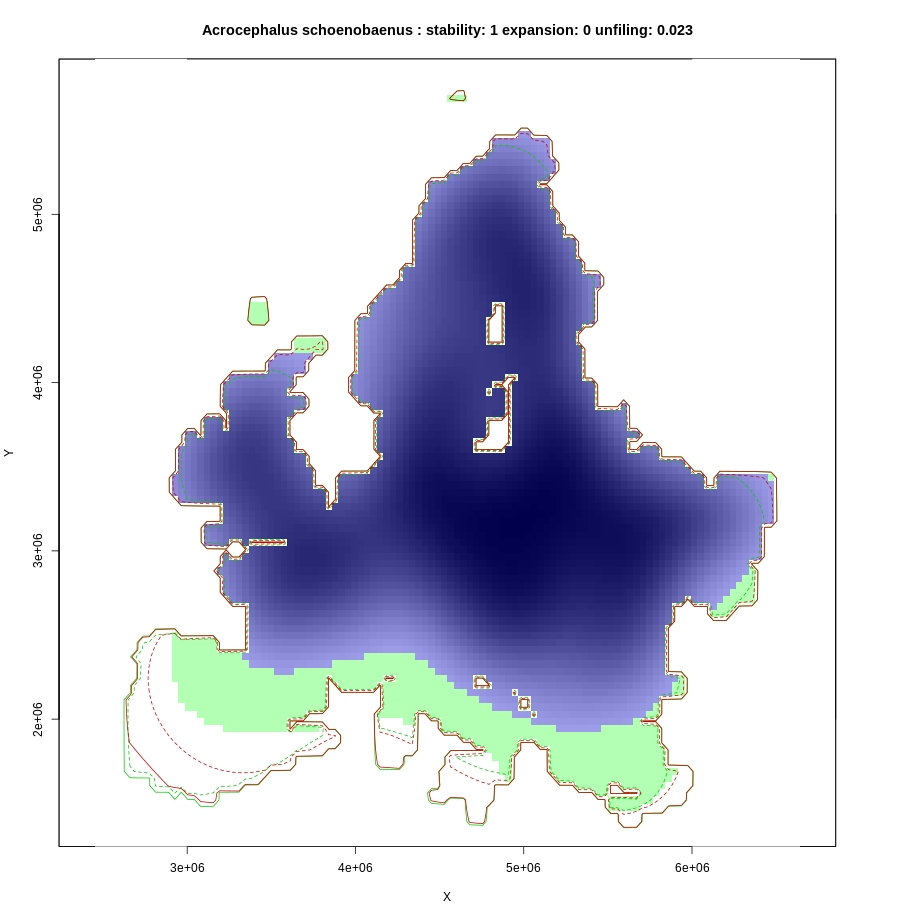 Acrocephalus schoenobaenus : stability: 1 expansion: 0 unfiling: 0.023
5e+06
4e+06
Y
3e+06
2e+06
3e+06 4e+06 5e+06 6e+06
X